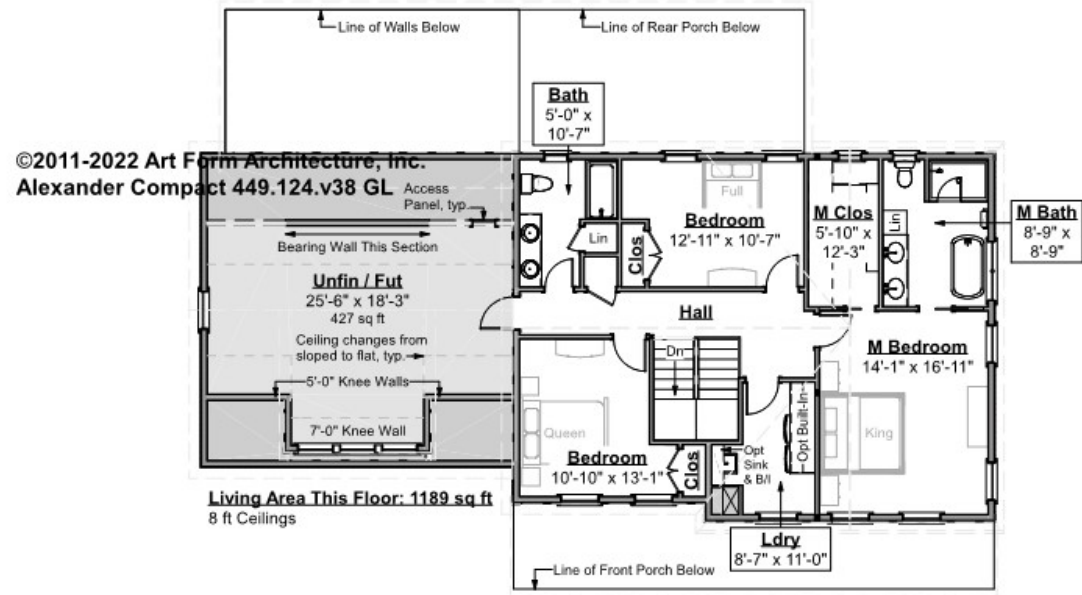 Line of Walls Below
Line of Rear Porch Below
Bath
5'-0" x
10'-7"
©2011-2022 Art Form Architecture, Inc.
Alexander Compact 449.124.v38 GL
Access
Panel, typ.
Full
Bedroom
12'-11" x 10'-7"
M Clos
5'-10" x
12'-3"
Lin
M Bath
8'-9" x
8'-9"
Lin
Clos
Bearing Wall This Section
Unfin / Fut
25'-6" x 18'-3"
427 sq ft
Ceiling changes from
sloped to flat, typ.
Hall
Dn
M Bedroom
14'-1" x 16'-11"
5'-0" Knee Walls
7'-0" Knee Wall
Queen
King
Opt Built-In
Bedroom
10'-10" x 13'-1"
Clos
Opt
Sink
& B/I
Living Area This Floor: 1189 sq ft
8 ft Ceilings
Ldry
8'-7" x 11'-0"
Line of Front Porch Below